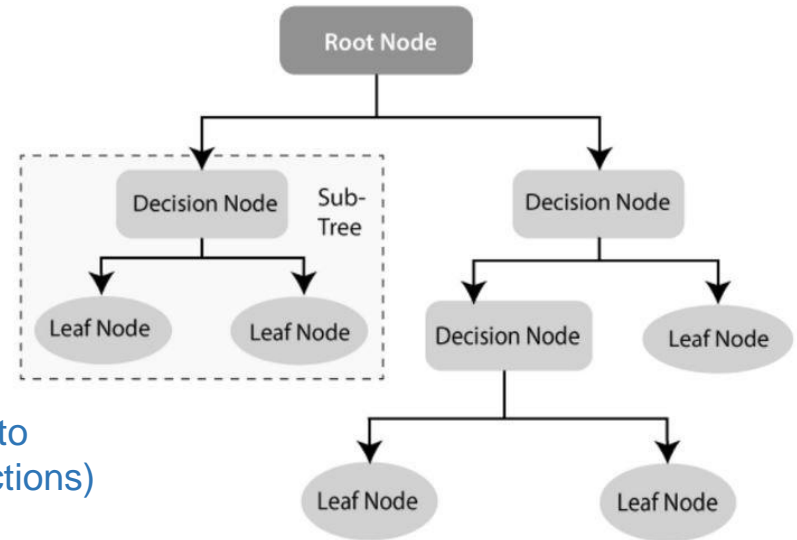 Root Node
Decision Node
Sub-
Tree
Decision Node
Leaf Node
Leaf Node
Decision Node
Leaf Node
to
Leaf Node
Leaf Node